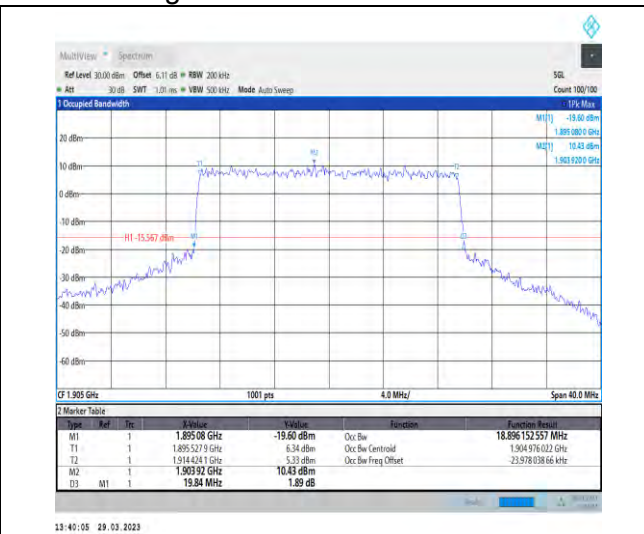 MultiView Spectrum
Ref Level 30.00 dBm Offset 6.11 dB RBW 200 kHz SGL
Att 30 dB SWT 1.01 ms VBW 500 kHz Mode Auto Sweep Count 100/100
1 Occupied Bandwidth 1Pk Max
M1[1] -19.60 dBm
1.895 080 0 GHz
M2[1] 10.43 dBm
1.903 920 0 GHz
20 dBm
M2
10 dBm
T1 T2
0 dBm
-10 dBm
H1 -15.567 dBm M1 D3
-20 dBm
-30 dBm
-40 dBm
-50 dBm
-60 dBm
CF 1.905 GHz 1001 pts 4.0 MHz/ Span 40.0 MHz
2 Marker Table
Type Ref Trc X-Value Y-Value Function Function Result
M1 1 1.895 08 GHz -19.60 dBm Occ Bw 18.896 152 557 MHz
T1 1 1.895 527 9 GHz 6.34 dBm Occ Bw Centroid 1.904 976 022 GHz
T2 1 1.914 424 1 GHz 5.33 dBm Occ Bw Freq Offset -23.978 038 66 kHz
M2 1 1.903 92 GHz 10.43 dBm
D3 M1 1 19.84 MHz 1.89 dB
13:40:05 29.03.2023